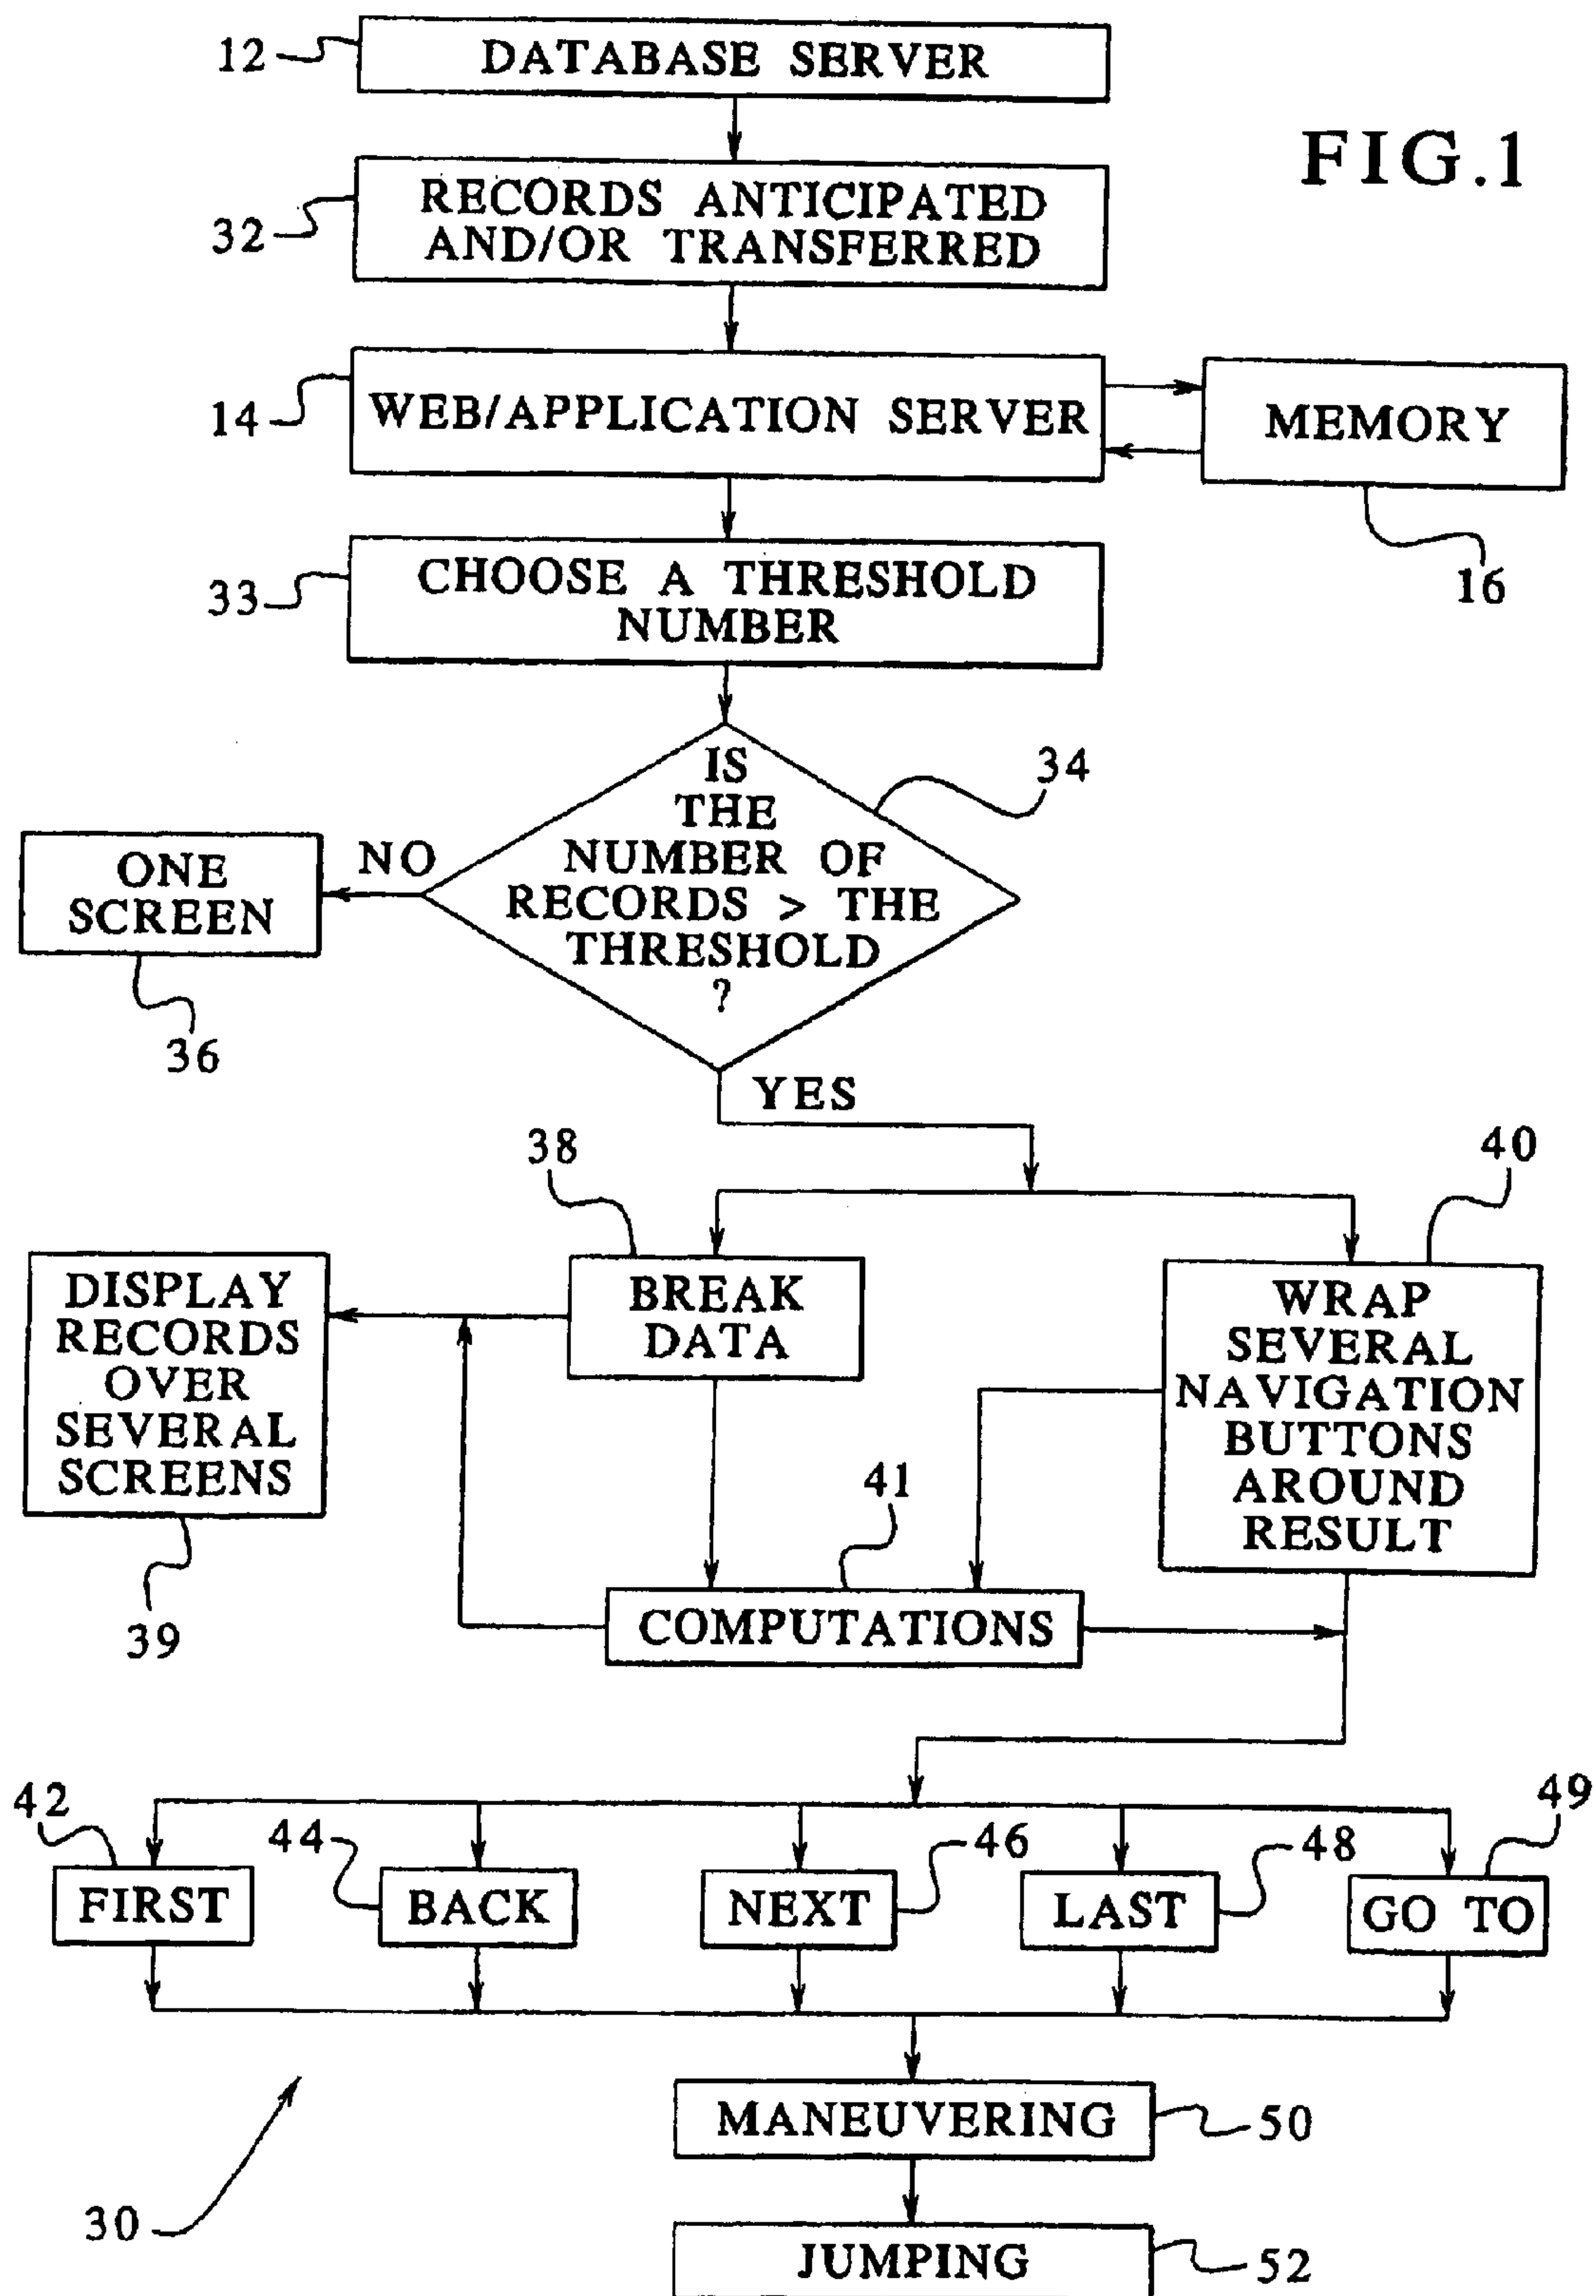 12
DATABASE SERVER
FIG.1
32
RECORDS ANTICIPATED
AND/OR TRANSFERRED
14
WEB/APPLICATION SERVER
MEMORY
16
33
CHOOSE A THRESHOLD
NUMBER
34
IS
THE
NUMBER OF
RECORDS > THE
THRESHOLD
?
NO
ONE
SCREEN
36
YES
38
40
BREAK
DATA
DISPLAY
RECORDS
OVER
SEVERAL
SCREENS
39
WRAP
SEVERAL
NAVIGATION
BUTTONS
AROUND
RESULT
41
COMPUTATIONS
42
FIRST
44
BACK
46
NEXT
48
LAST
49
GO TO
MANEUVERING
50
30
JUMPING
52